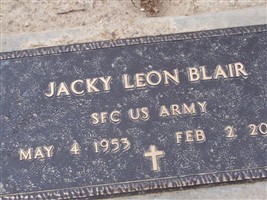 JACKY LEON BLAIR
SFC US ARMY
MAY 4 1953 FEB 2